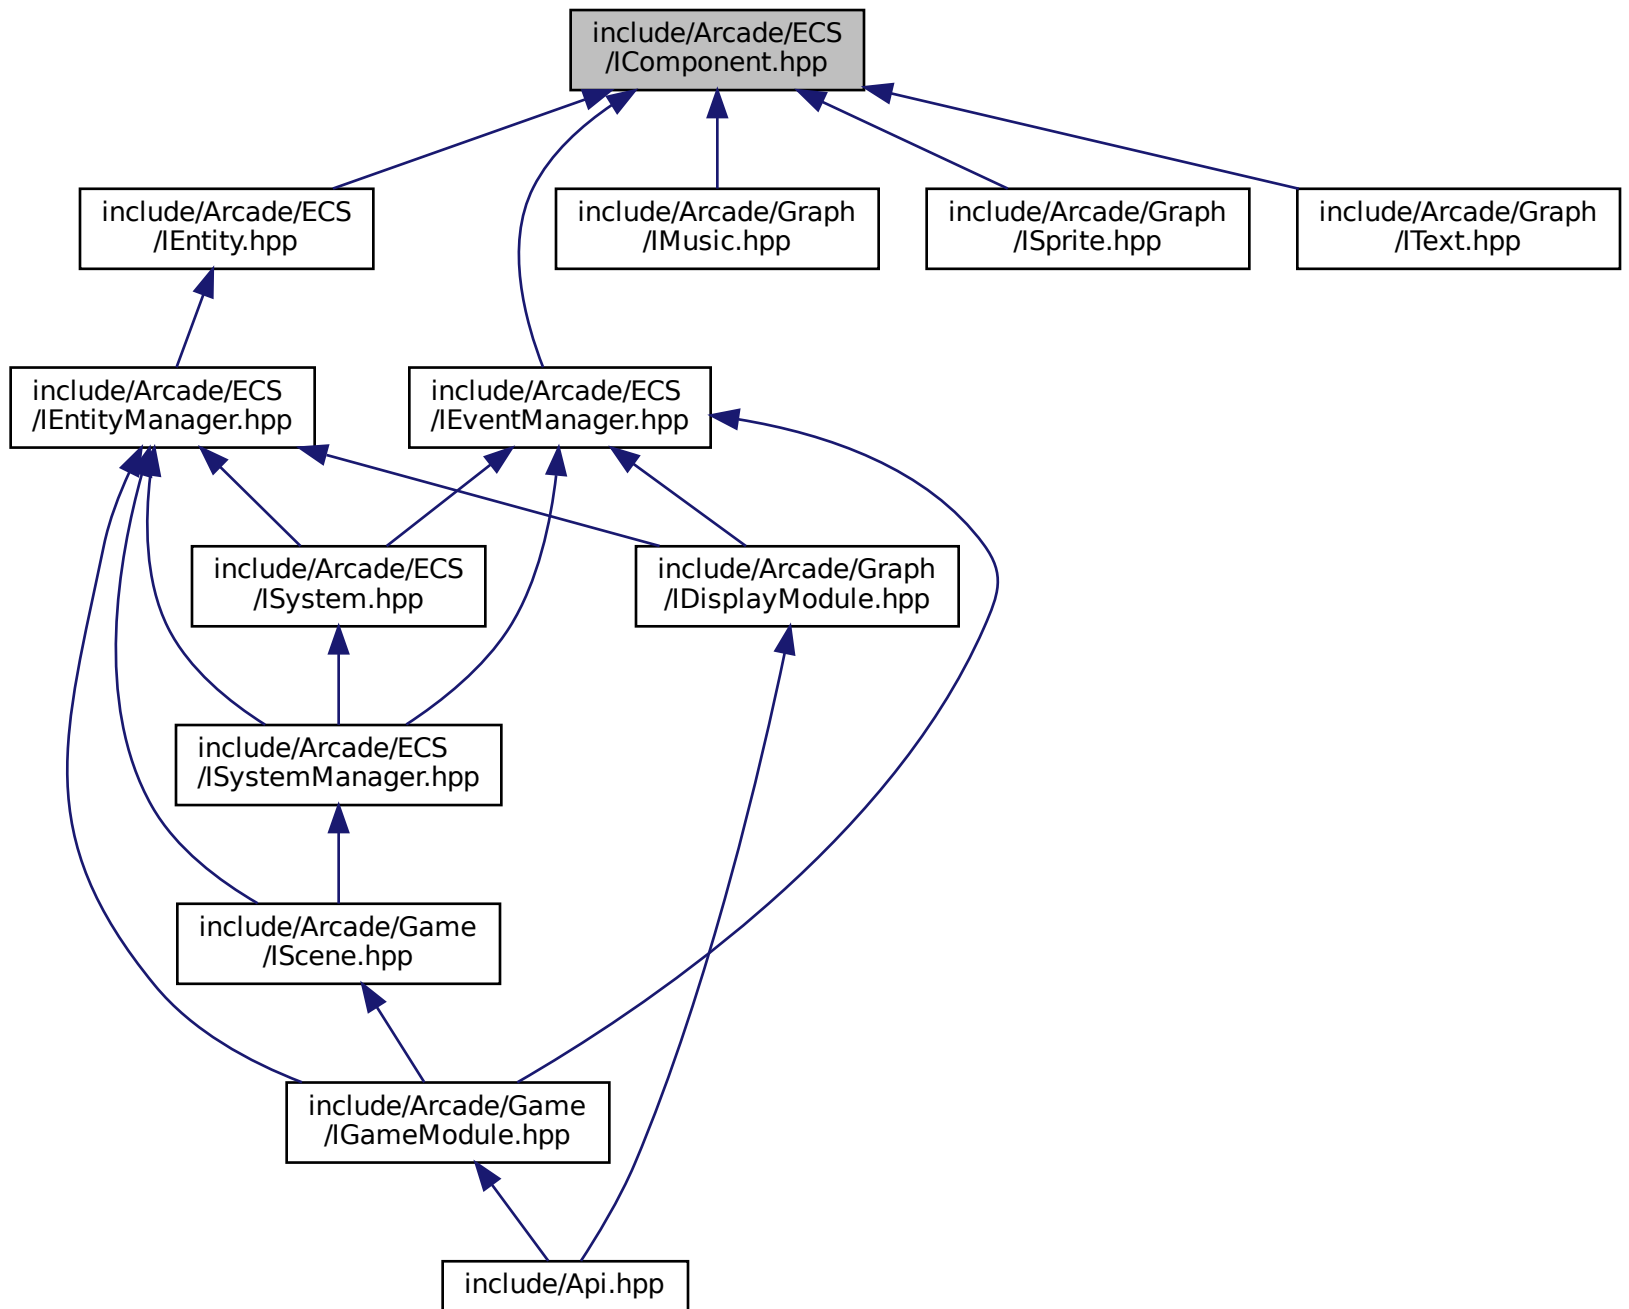 include/Arcade/ECS
/IComponent.hpp
include/Arcade/ECS
/IEntity.hpp
include/Arcade/Graph
/IMusic.hpp
include/Arcade/Graph
/ISprite.hpp
include/Arcade/Graph
/IText.hpp
include/Arcade/ECS
/IEntityManager.hpp
include/Arcade/ECS
/IEventManager.hpp
include/Arcade/ECS
/ISystem.hpp
include/Arcade/Graph
/IDisplayModule.hpp
include/Arcade/ECS
/ISystemManager.hpp
include/Arcade/Game
/IScene.hpp
include/Arcade/Game
/IGameModule.hpp
include/Api.hpp